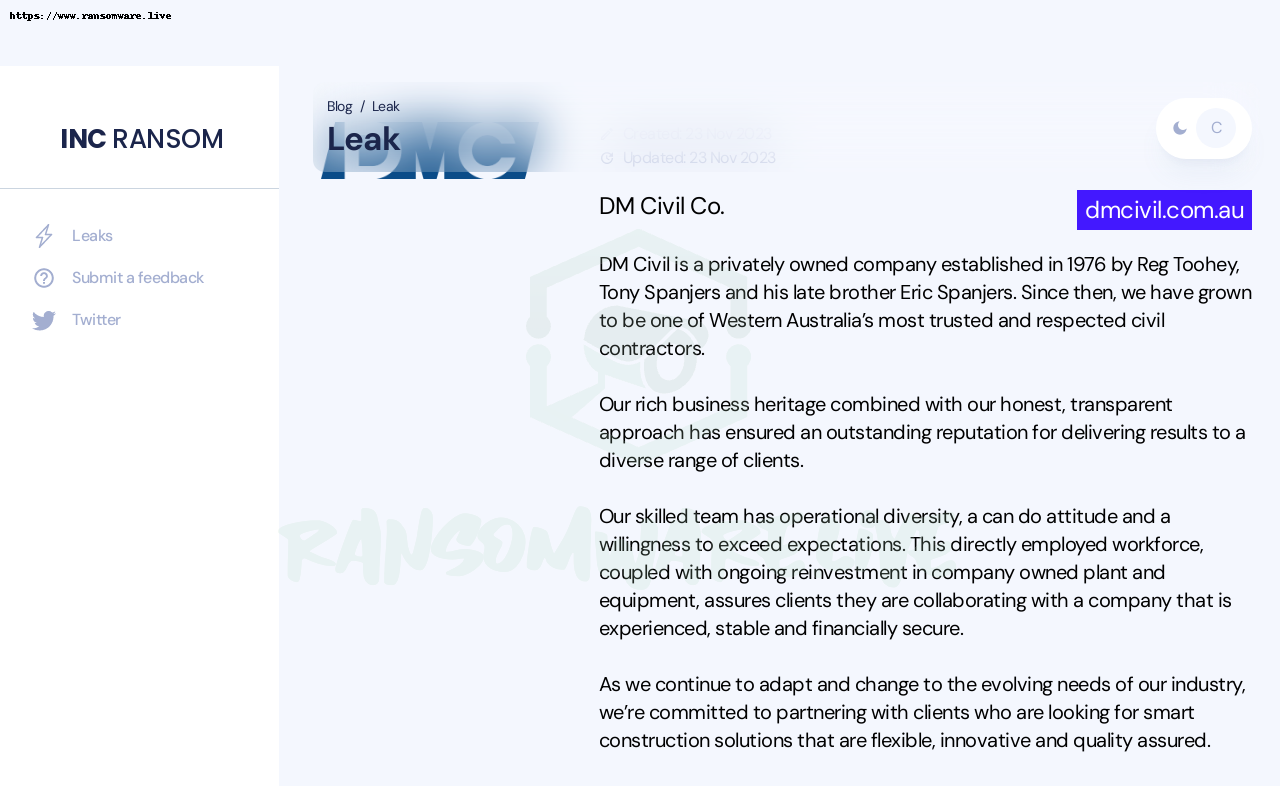 https://www.ransomware.live
INC RANSOM
Leaks
Submit a feedback
Twitter
Blog / Leak
Leak
DMC
Created: 23 Nov 2023
Updated: 23 Nov 2023
C
DM Civil Co.
dmcivil.com.au
DM Civil is a privately owned company established in 1976 by Reg Toohey,
Tony Spanjers and his late brother Eric Spanjers. Since then, we have grown
to be one of Western Australia’s most trusted and respected civil
contractors.
Our rich business heritage combined with our honest, transparent
approach has ensured an outstanding reputation for delivering results to a
diverse range of clients.
Our skilled team has operational diversity, a can do attitude and a
willingness to exceed expectations. This directly employed workforce,
coupled with ongoing reinvestment in company owned plant and
equipment, assures clients they are collaborating with a company that is
experienced, stable and financially secure.
As we continue to adapt and change to the evolving needs of our industry,
we’re committed to partnering with clients who are looking for smart
construction solutions that are flexible, innovative and quality assured.
RANSOMWARE.LIVE